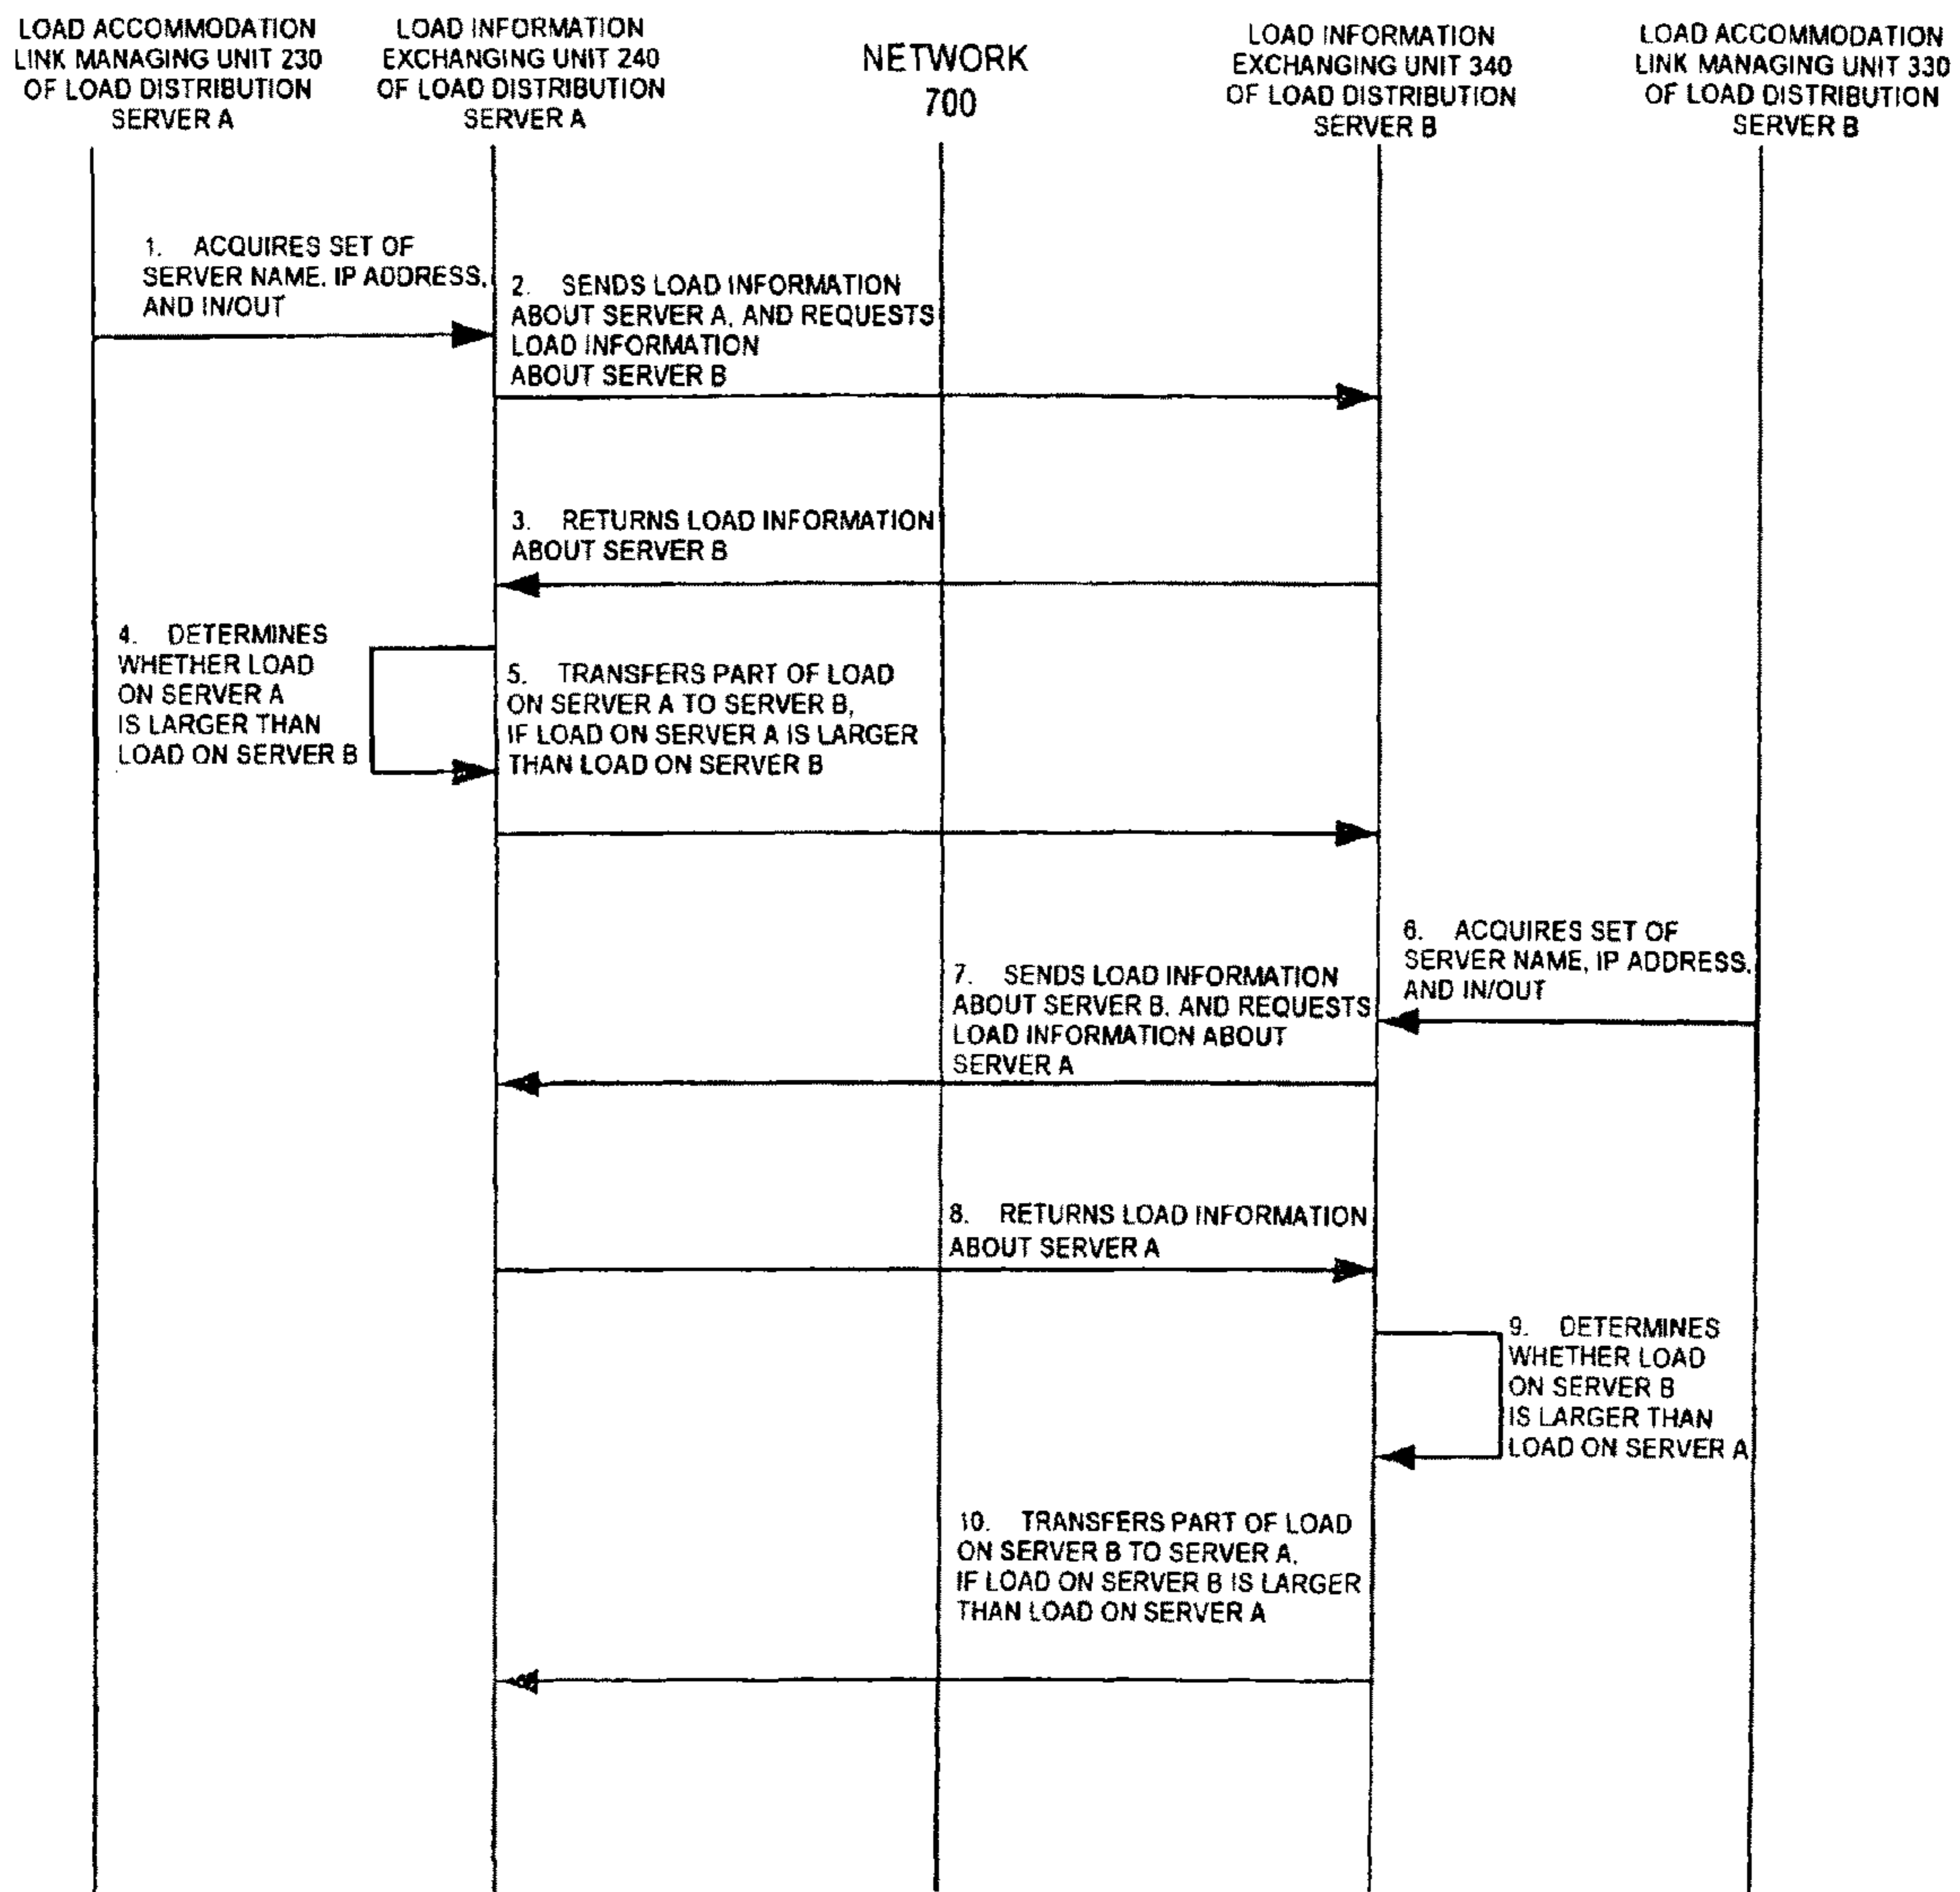 LOAD ACCOMMODATION
LINK MANAGING UNIT 230
OF LOAD DISTRIBUTION
SERVER A
LOAD INFORMATION
EXCHANGING UNIT 240
OF LOAD DISTRIBUTION
SERVER A
NETWORK
700
LOAD INFORMATION
EXCHANGING UNIT 340
OF LOAD DISTRIBUTION
SERVER B
LOAD ACCOMMODATION
LINK MANAGING UNIT 330
OF LOAD DISTRIBUTION
SERVER B
1. ACQUIRES SET OF
SERVER NAME, IP ADDRESS,
AND IN/OUT
2. SENDS LOAD INFORMATION
ABOUT SERVER A, AND REQUESTS
LOAD INFORMATION
ABOUT SERVER B
3. RETURNS LOAD INFORMATION
ABOUT SERVER B
4. DETERMINES
WHETHER LOAD
ON SERVER A
IS LARGER THAN
LOAD ON SERVER B
5. TRANSFERS PART OF LOAD
ON SERVER A TO SERVER B,
IF LOAD ON SERVER A IS LARGER
THAN LOAD ON SERVER B
6. ACQUIRES SET OF
SERVER NAME, IP ADDRESS,
AND IN/OUT
7. SENDS LOAD INFORMATION
ABOUT SERVER B, AND REQUESTS
LOAD INFORMATION ABOUT
SERVER A
8. RETURNS LOAD INFORMATION
ABOUT SERVER A
9. DETERMINES
WHETHER LOAD
ON SERVER B
IS LARGER THAN
LOAD ON SERVER A
10. TRANSFERS PART OF LOAD
ON SERVER B TO SERVER A,
IF LOAD ON SERVER B IS LARGER
THAN LOAD ON SERVER A